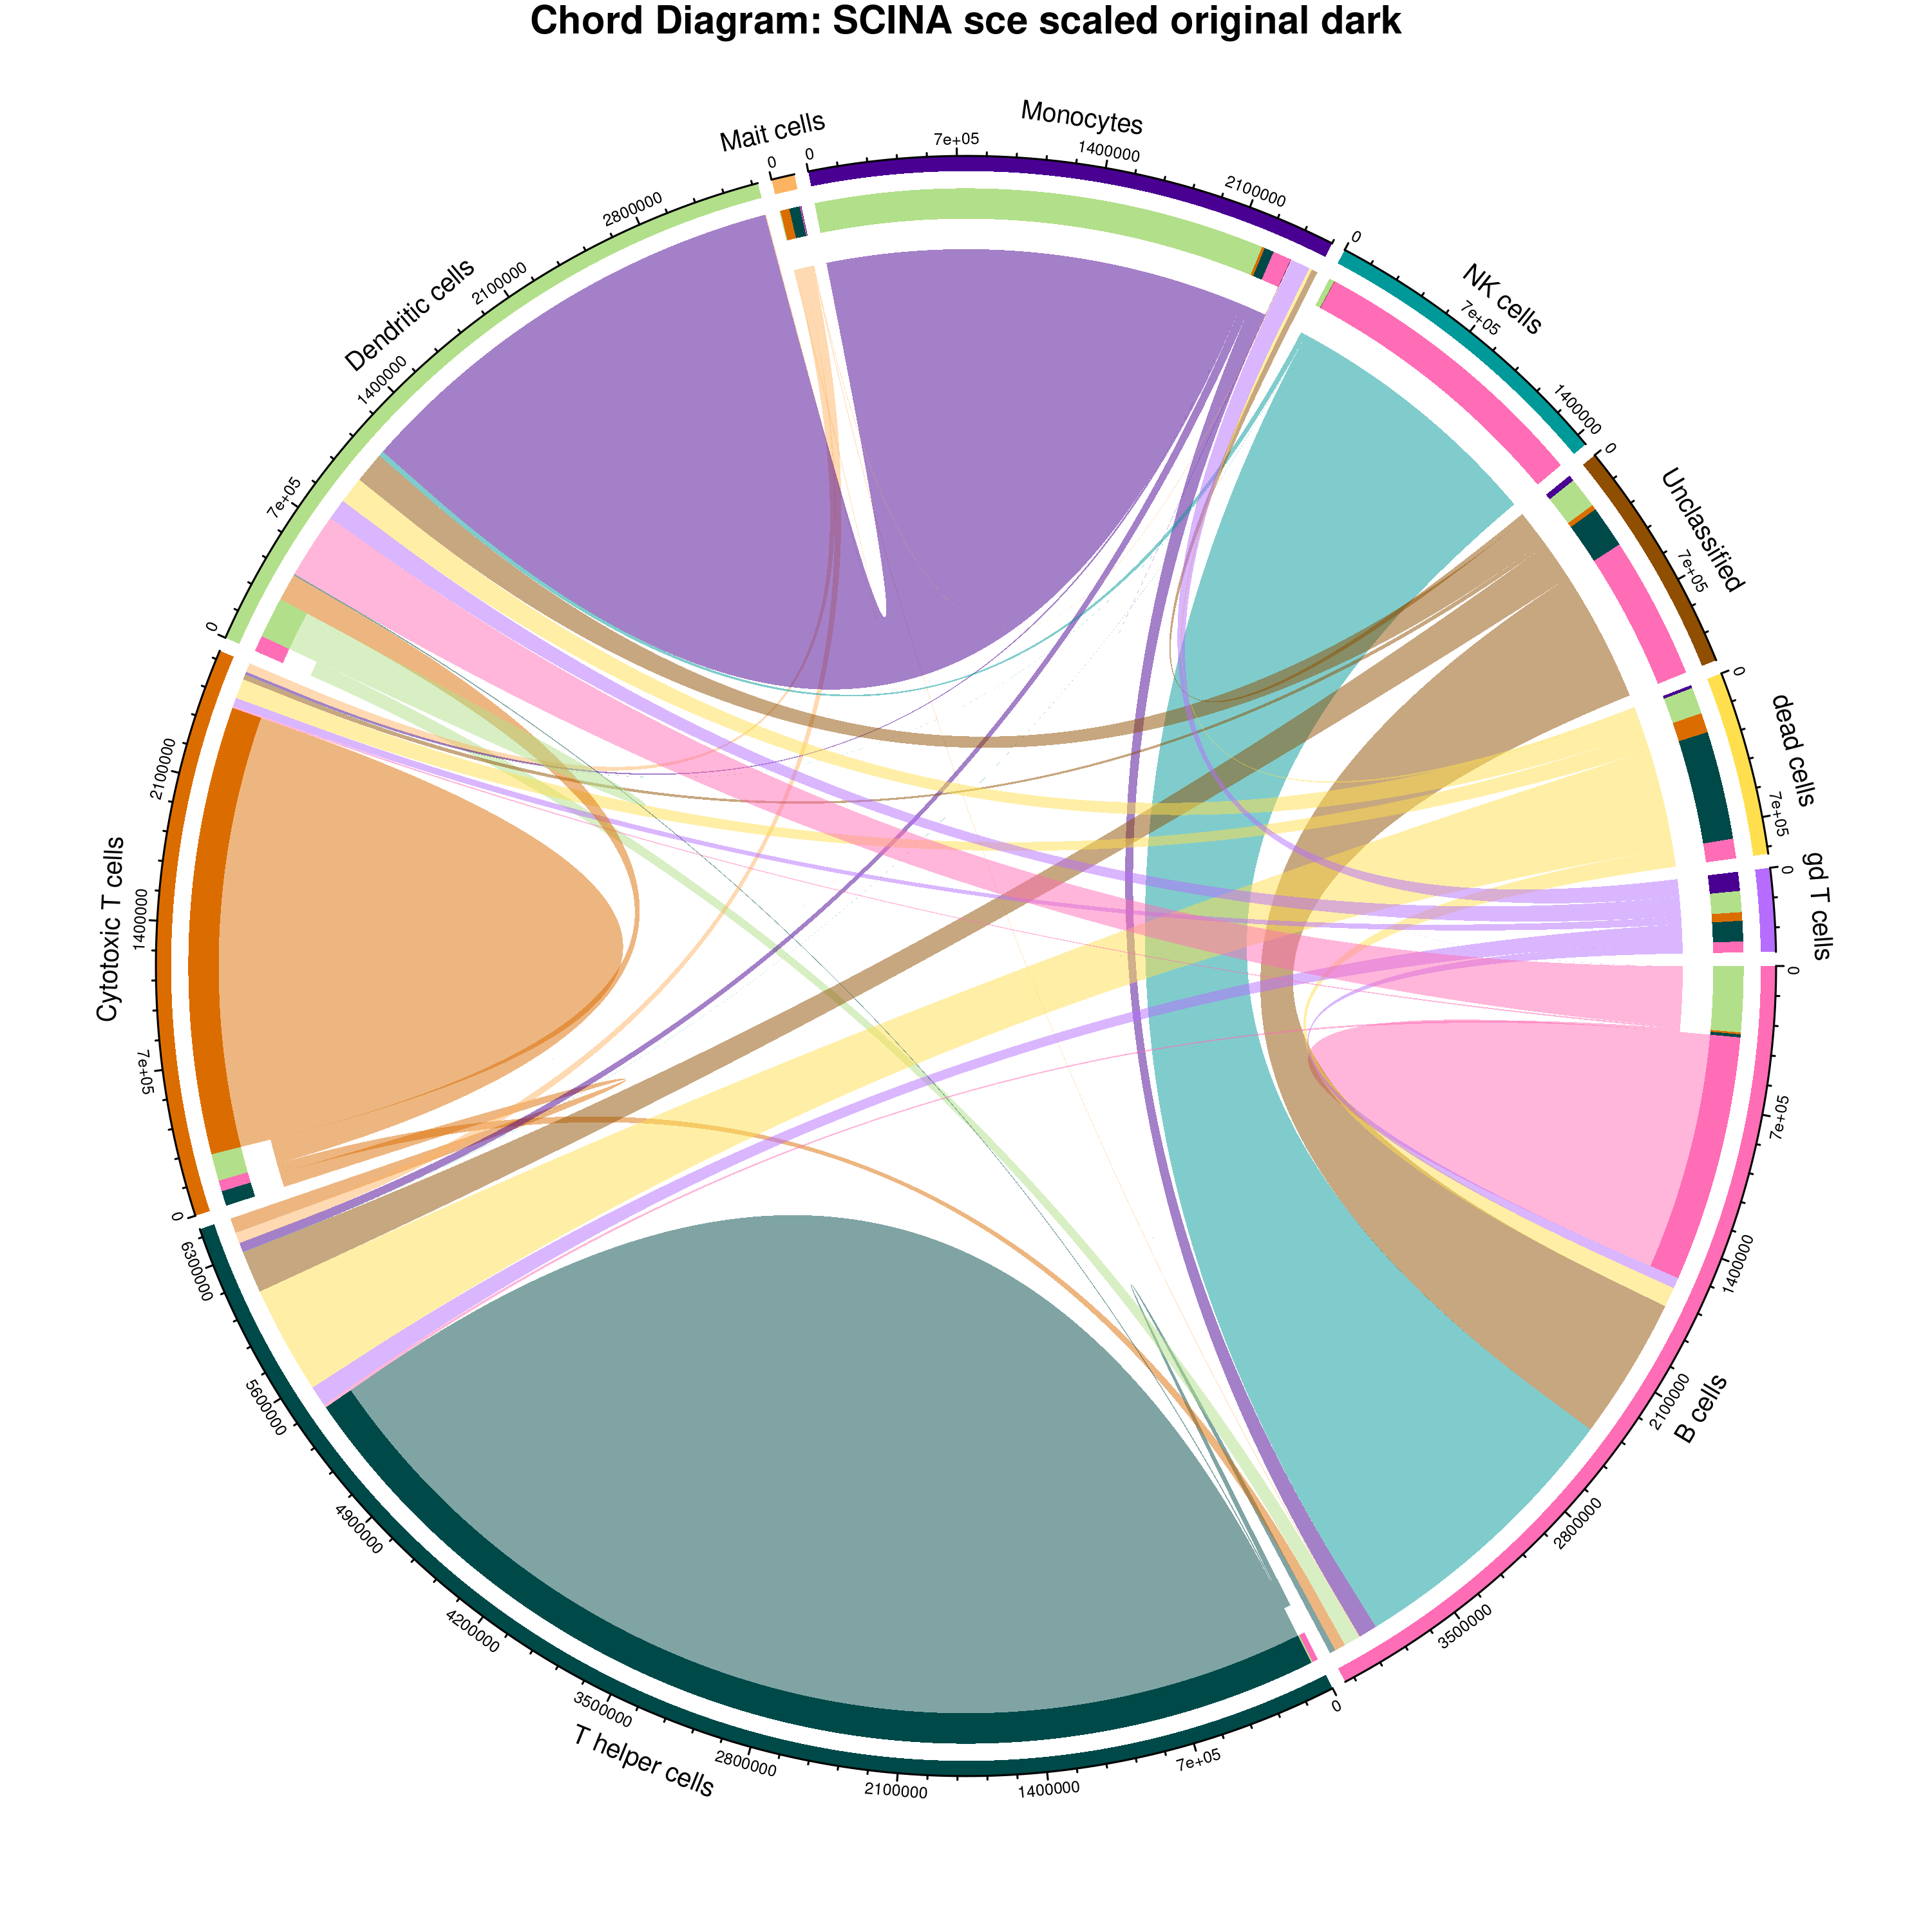 Chord Diagram: SCINA sce scaled original dark
Mait cells
0
Monocytes
0
7e+05
1400000
2100000
NK cells
0
7e+05
1400000
Unclassified
0
7e+05
dead cells
0
7e+05
gd T cells
0
B cells
0
7e+05
1400000
2100000
2800000
3500000
T helper cells
0
7e+05
1400000
2100000
2800000
3500000
4200000
4900000
5600000
6300000
Cytotoxic T cells
0
7e+05
1400000
2100000
Dendritic cells
0
7e+05
1400000
2100000
2800000